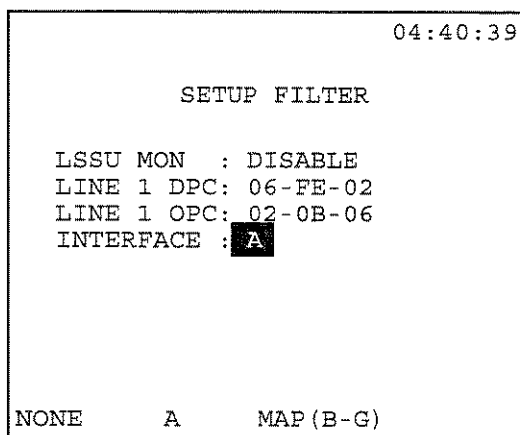 04:40:39
SETUP FILTER
LSSU MON : DISABLE
LINE 1 DPC: 06-FE-02
LINE 1 OPC: 02-0B-06
INTERFACE : A
NONE A MAP(B-G)